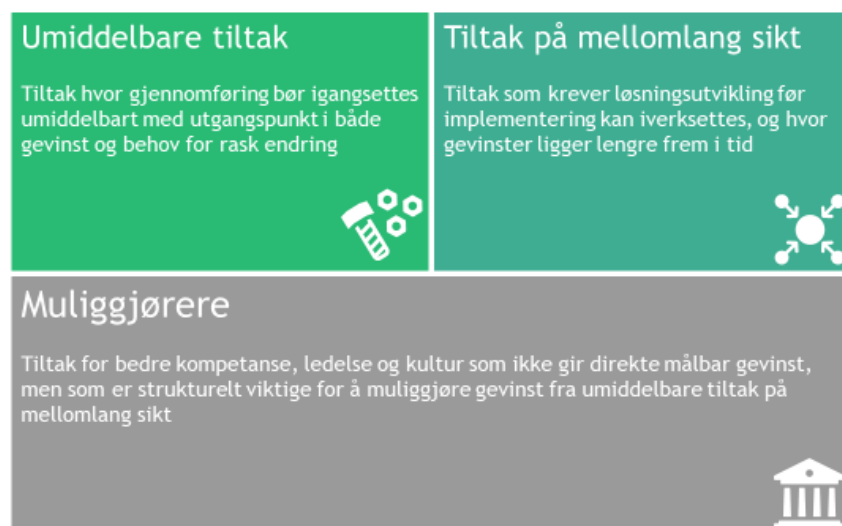 Umiddelbare tiltak
Tiltak hvor gjennomføring bør igangsettes
umiddelbart med utgangspunkt i både
gevinst og behov for rask endring
Tiltak på mellomlang sikt
Tiltak som krever løsningsutvikling før
implementering kan iverksettes, og hvor
gevinster ligger lengre frem i tid
Muliggjørere
Tiltak for bedre kompetanse, ledelse og kultur som ikke gir direkte målbar gevinst,
men som er strukturelt viktige for å muliggjøre gevinst fra umiddelbare tiltak på
mellomlang sikt